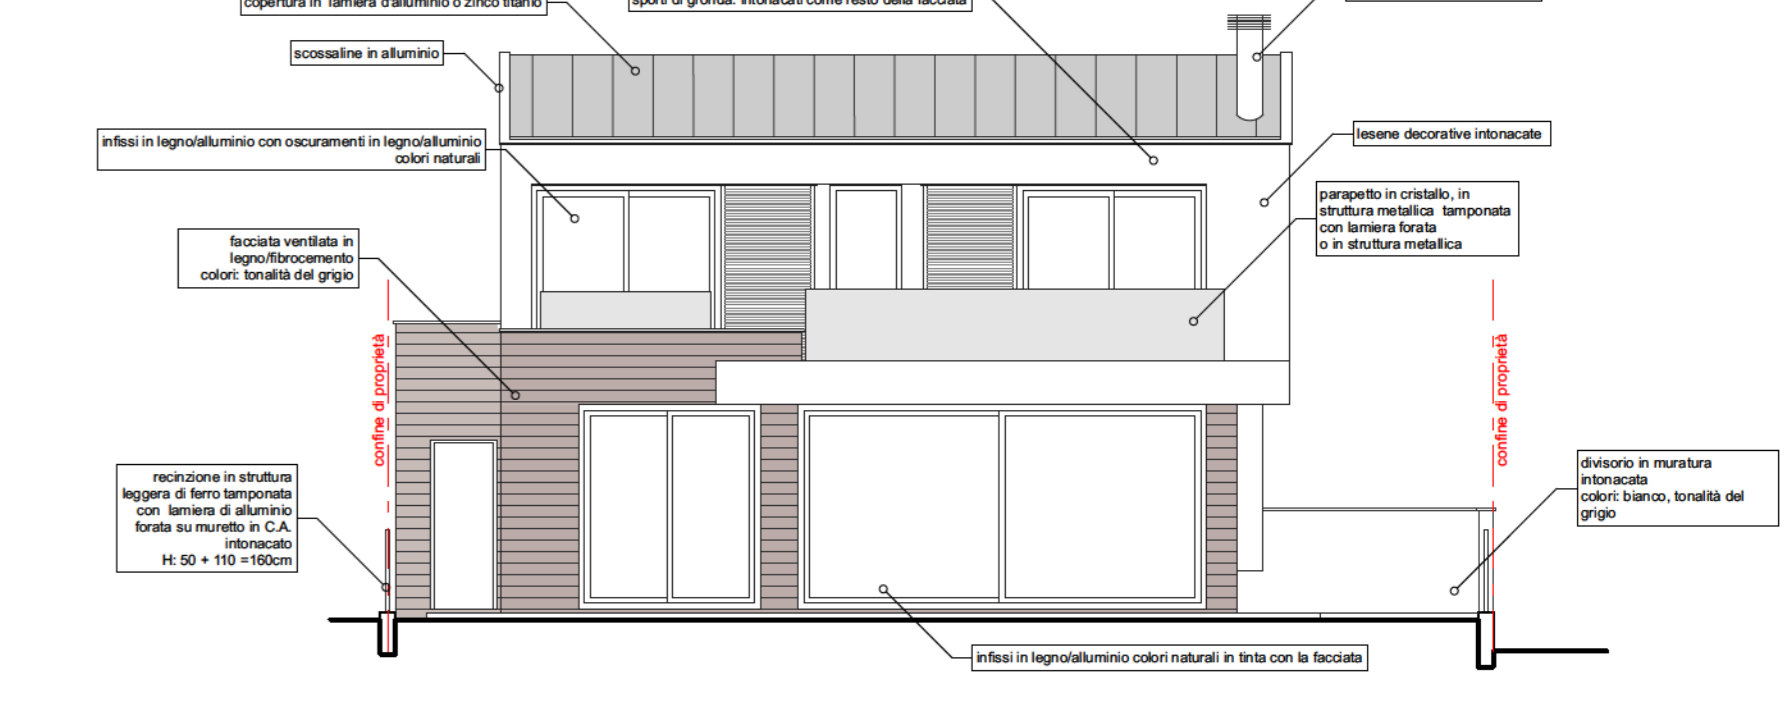 copertura in lamiera d'alluminio o zinco titanio
sporti di gronda: intonacati come resto della facciata
scossaline in alluminio
infissi in legno/alluminio con oscuramenti in legno/alluminio
colori naturali
lesene decorative intonacate
parapetto in cristallo, in
struttura metallica tamponata
con lamiera forata
o in struttura metallica
facciata ventilata in
legno/fibrocemento
colori: tonalità del grigio
confine di proprietà
confine di proprietà
recinzione in struttura
leggera di ferro tamponata
con lamiera di alluminio
forata su muretto in C.A.
intonacato
H: 50 + 110 =160cm
divisorio in muratura
intonacata
colori: bianco, tonalità del
grigio
infissi in legno/alluminio colori naturali in tinta con la facciata